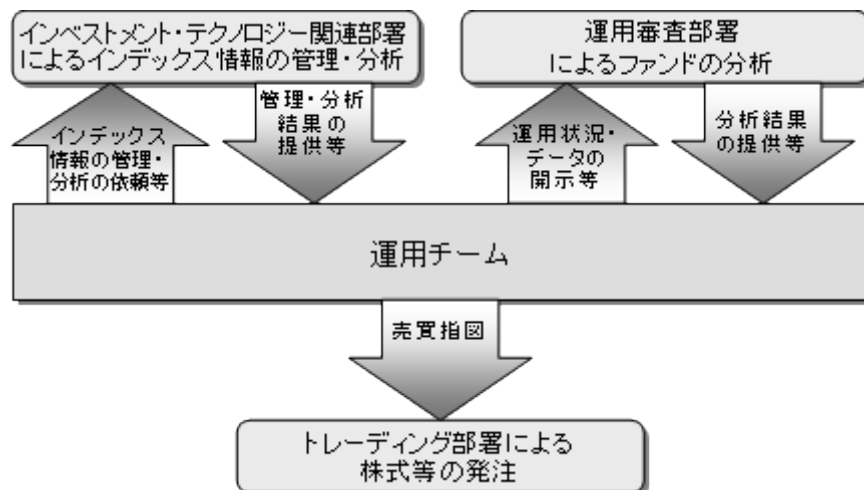 インベストメント・テクノロジー関連部署
によるインデックス情報の管理・分析
運用審査部署
によるファンドの分析
インデックス
情報の管理・
分析の依頼等
管理・分析
結果の
提供等
運用状況・
データの
開示等
分析結果
の提供等
運用チーム
売買指図
トレーディング部署による
株式等の発注